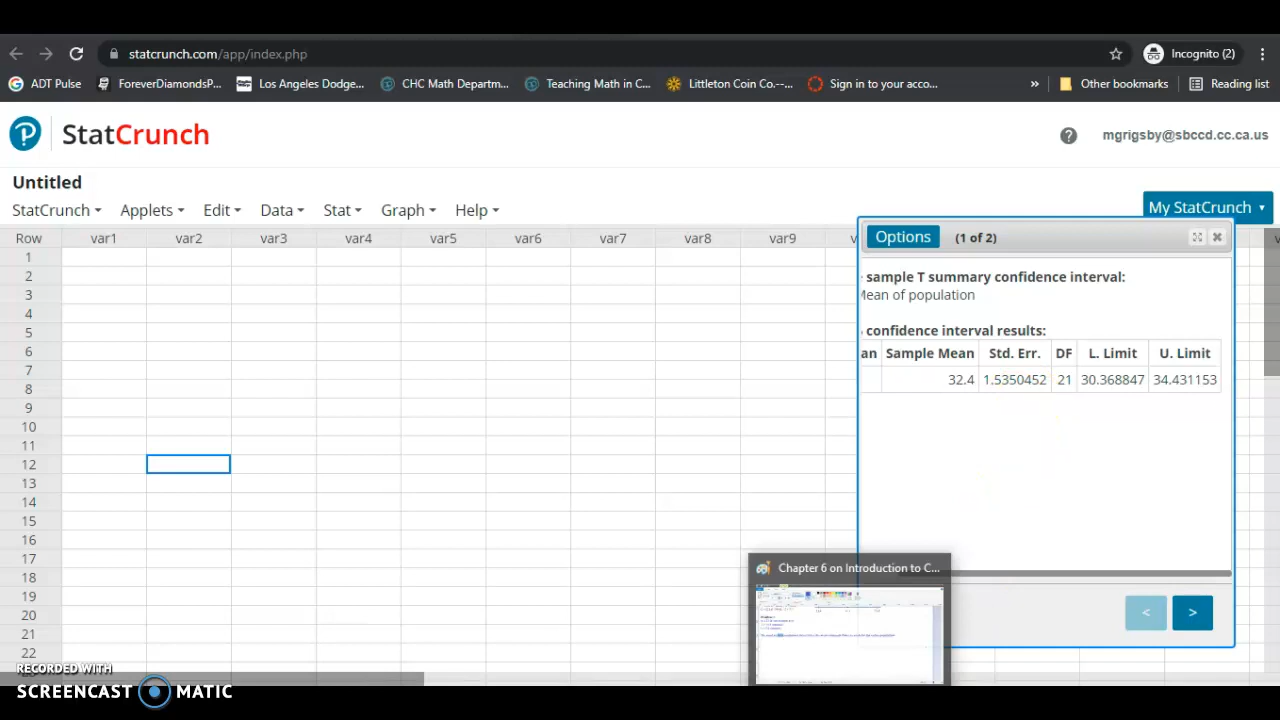 statcrunch.com/app/index.php
Incognito (2)
ADT Pulse
ForeverDiamondsP...
Los Angeles Dodge...
CHC Math Departm...
Teaching Math in C...
Littleton Coin Co.--...
Sign in to your acco...
»
Other bookmarks
Reading list
P
StatCrunch
?
mgrigsby@sbccd.cc.ca.us
Untitled
StatCrunch
Applets
Edit
Data
Stat
Graph
Help
My StatCrunch
Row var1 var2 var3 var4 var5 var6 var7 var8 var9 v
Options (1 of 2)
1
2
sample T summary confidence interval:
3
Mean of population
4
5
confidence interval results:
6
an Sample Mean Std. Err. DF L. Limit U. Limit
7
32.4 1.5350452 21 30.368847 34.431153
8
9
10
11
12
13
14
15
16
17
Chapter 6 on Introduction to C...
18
19
20
< >
21
22
RECORDED WITH
SCREENCAST MATIC